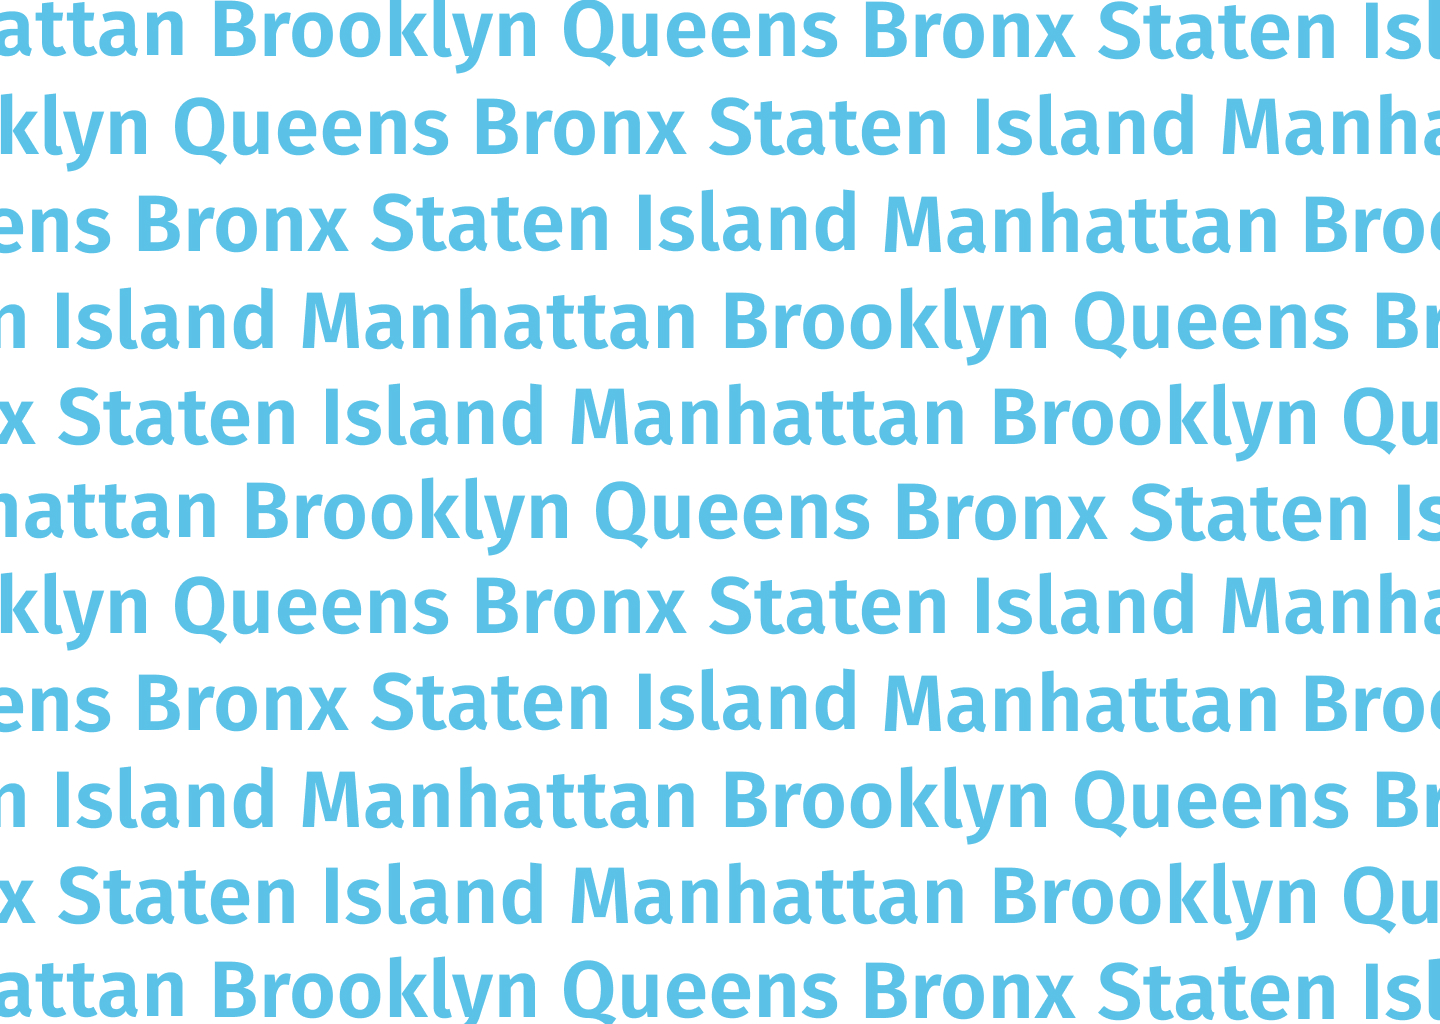 attan Brooklyn Queens Bronx Staten Isl
klyn Queens Bronx Staten Island Manha
ens Bronx Staten Island Manhattan Broo
n Island Manhattan Brooklyn Queens Br
x Staten Island Manhattan Brooklyn Qu
hattan Brooklyn Queens Bronx Staten Is
klyn Queens Bronx Staten Island Manha
ens Bronx Staten Island Manhattan Broo
n Island Manhattan Brooklyn Queens Br
x Staten Island Manhattan Brooklyn Qu
attan Brooklyn Queens Bronx Staten Isl